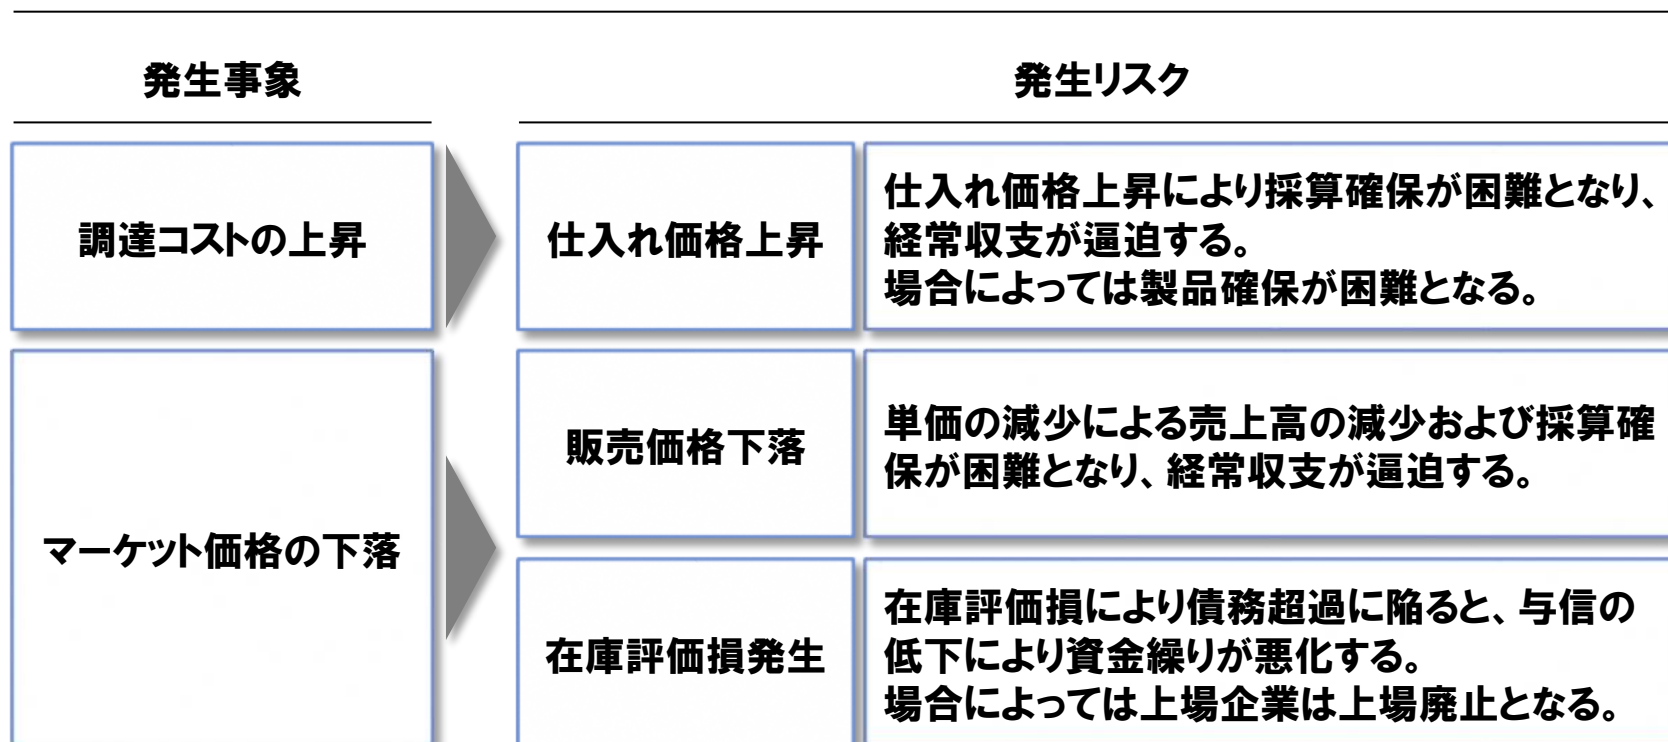 発生事象
発生リスク
調達コストの上昇
仕入れ価格上昇
仕入れ価格上昇により採算確保が困難となり、
経常収支が逼迫する。
場合によっては製品確保が困難となる。
マーケット価格の下落
販売価格下落
単価の減少による売上高の減少および採算確
保が困難となり、経常収支が逼迫する。
在庫評価損発生
在庫評価損により債務超過に陥ると、与信の
低下により資金繰りが悪化する。
場合によっては上場企業は上場廃止となる。